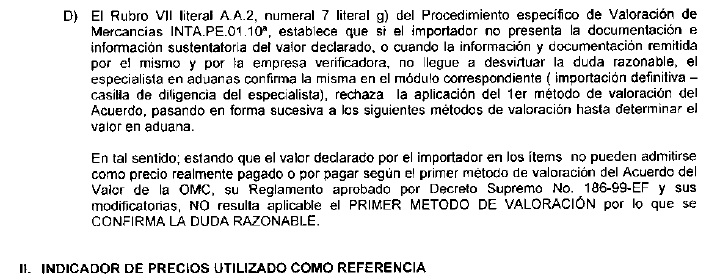 D) El Rubro VII literal A.A.2, numeral 7 literal g) del Procedimiento específico de Valoración de
Mercancías INTA.PE.01.10ª, establece que si el importador no presenta la documentación e
información sustentatoria del valor declarado, o cuando la información y documentación remitida
por el mismo y por la empresa verificadora, no llegue a desvirtuar la duda razonable, el
especialista en aduanas confirma la misma en el módulo correspondiente ( importación definitiva –
casilla de diligencia del especialista), rechaza la aplicación del 1er método de valoración del
Acuerdo, pasando en forma sucesiva a los siguientes métodos de valoración hasta determinar el
valor en aduana.
En tal sentido; estando que el valor declarado por el importador en los ítems no pueden admitirse
como precio realmente pagado o por pagar según el primer método de valoración del Acuerdo del
Valor de la OMC, su Reglamento aprobado por Decreto Supremo No. 186-99-EF y sus
modificatorias, NO resulta aplicable el PRIMER METODO DE VALORACIÓN por lo que se
CONFIRMA LA DUDA RAZONABLE.
II. INDICADOR DE PRECIOS UTILIZADO COMO REFERENCIA